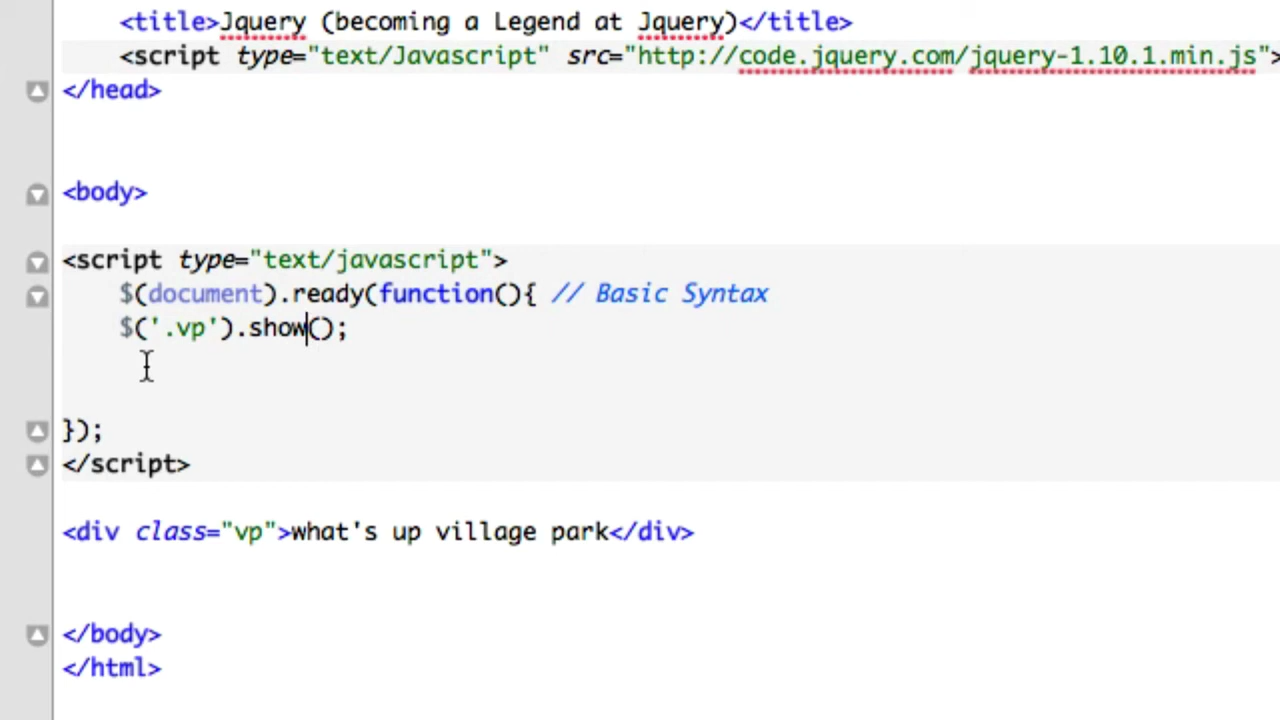 <title>Jquery (becoming a Legend at Jquery)</title>
<script type="text/Javascript" src="http://code.jquery.com/jquery-1.10.1.min.js">
</head>
<body>
<script type="text/javascript">
$(document).ready(function(){ // Basic Syntax
$('.vp').show();
});
</script>
<div class="vp">what's up village park</div>
</body>
</html>